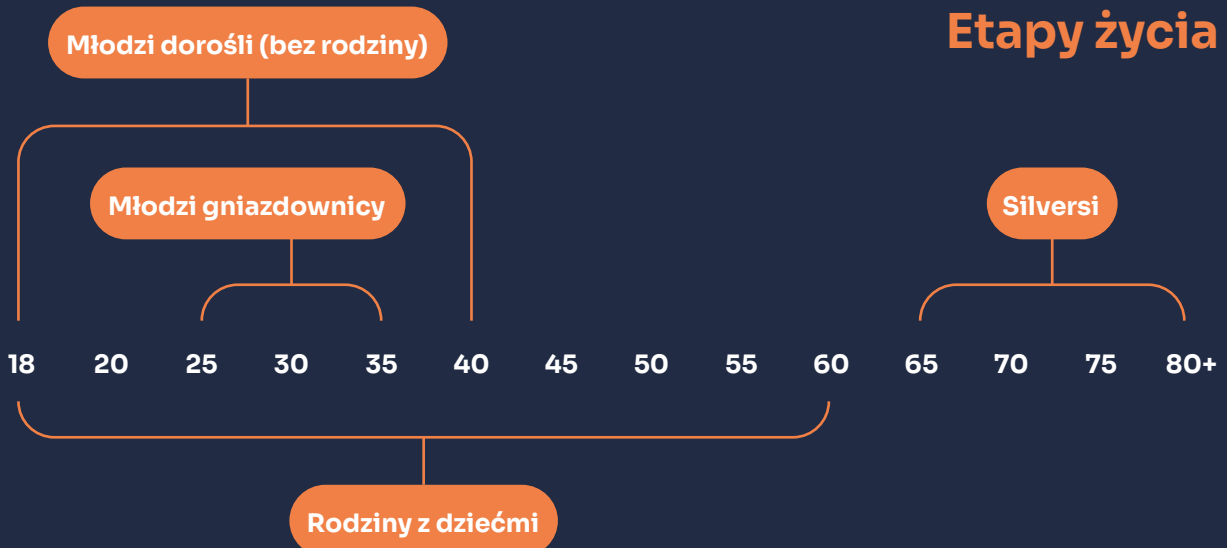 Etapy życia
Młodzi dorośli (bez rodziny)
Młodzi gniazdownicy
Silversi
18 20 25 30 35 40 45 50 55 60 65 70 75 80+
Rodziny z dziećmi